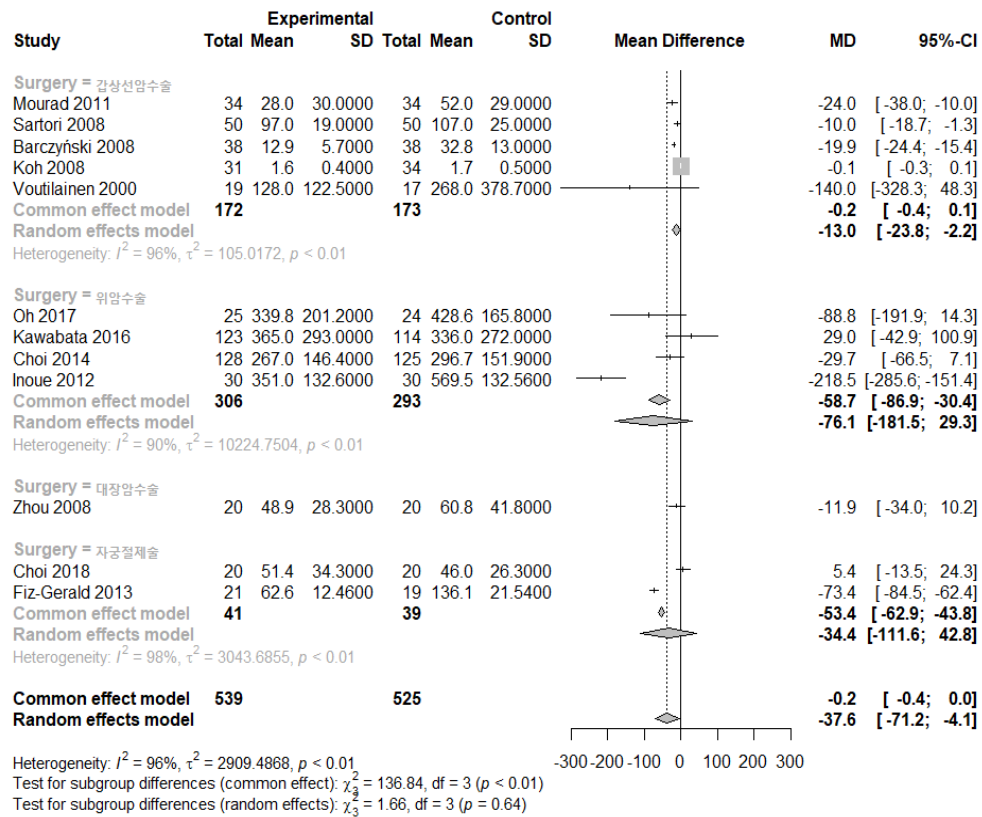 Experimental Control
Study Total Mean SD Total Mean SD Mean Difference MD 95%-CI
Surgery = 갑상선암수술
Mourad 2011 34 28.0 30.0000 34 52.0 29.0000 -24.0 [-38.0; -10.0]
Sartori 2008 50 97.0 19.0000 50 107.0 25.0000 -10.0 [-18.7; -1.3]
Barczyński 2008 38 12.9 5.7000 38 32.8 13.0000 -19.9 [-24.4; -15.4]
Koh 2008 31 1.6 0.4000 34 1.7 0.5000 -0.1 [-0.3; 0.1]
Voutilainen 2000 19 128.0 122.5000 17 268.0 378.7000 -140.0 [-328.3; 48.3]
Common effect model 172 173 -0.2 [-0.4; 0.1]
Random effects model -13.0 [-23.8; -2.2]
Heterogeneity: I² = 96%, τ² = 105.0172, p < 0.01
Surgery = 위암수술
Oh 2017 25 339.8 201.2000 24 428.6 165.8000 -88.8 [-191.9; 14.3]
Kawabata 2016 123 365.0 293.0000 114 336.0 272.0000 29.0 [-42.9; 100.9]
Choi 2014 128 267.0 146.4000 125 296.7 151.9000 -29.7 [-66.5; 7.1]
Inoue 2012 30 351.0 132.6000 30 569.5 132.5600 -218.5 [-285.6; -151.4]
Common effect model 306 293 -58.7 [-86.9; -30.4]
Random effects model -76.1 [-181.5; 29.3]
Heterogeneity: I² = 90%, τ² = 10224.7504, p < 0.01
Surgery = 대장암수술
Zhou 2008 20 48.9 28.3000 20 60.8 41.8000 -11.9 [-34.0; 10.2]
Surgery = 자궁절제술
Choi 2018 20 51.4 34.3000 20 46.0 26.3000 5.4 [-13.5; 24.3]
Fiz-Gerald 2013 21 62.6 12.4600 19 136.1 21.5400 -73.4 [-84.5; -62.4]
Common effect model 41 39 -53.4 [-62.9; -43.8]
Random effects model -34.4 [-111.6; 42.8]
Heterogeneity: I² = 98%, τ² = 3043.6855, p < 0.01
Common effect model 539 525 -0.2 [-0.4; 0.0]
Random effects model -37.6 [-71.2; -4.1]
-300 -200 -100 0 100 200 300
Heterogeneity: I² = 96%, τ² = 2909.4868, p < 0.01
Test for subgroup differences (common effect): χ²₃ = 136.84, df = 3 (p < 0.01)
Test for subgroup differences (random effects): χ²₃ = 1.66, df = 3 (p = 0.64)